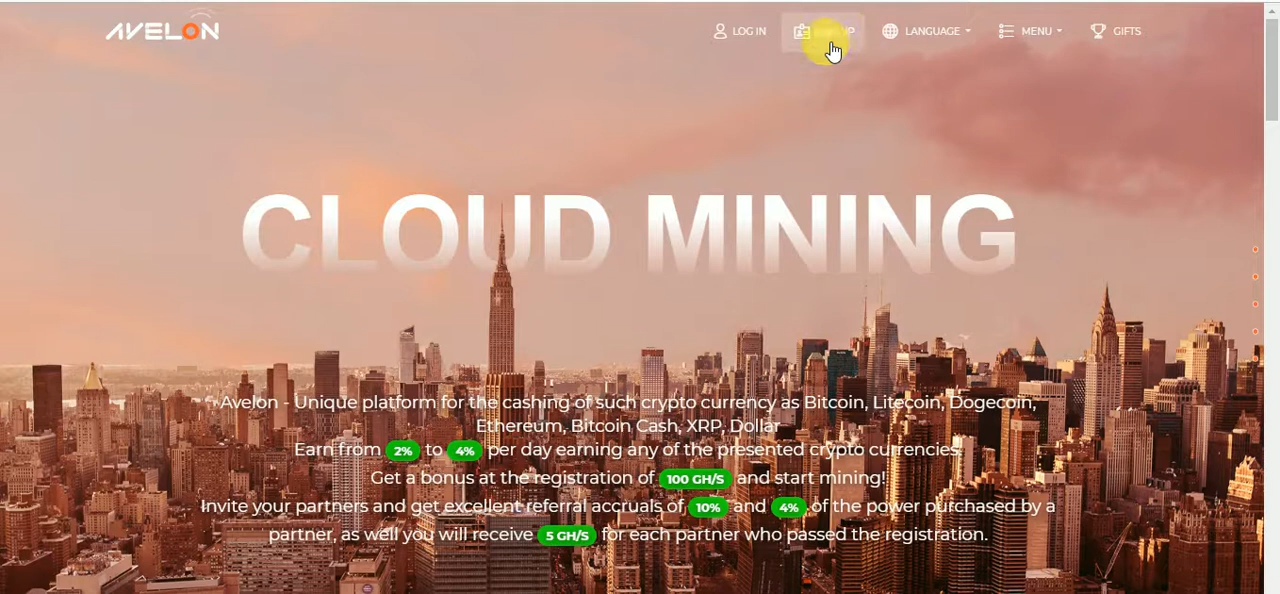 AVELON
LOG IN
LANGUAGE
MENU
GIFTS
CLOUD MINING
Avelon - Unique platform for the cashing of such crypto currency as Bitcoin, Litecoin, Dogecoin,
Ethereum, Bitcoin Cash, XRP, Dollar
Earn from 2% to 4% per day earning any of the presented crypto currencies.
Get a bonus at the registration of 100 GH/S and start mining!
Invite your partners and get excellent referral accruals of 10% and 4% of the power purchased by a
partner, as well you will receive 5 GH/S for each partner who passed the registration.